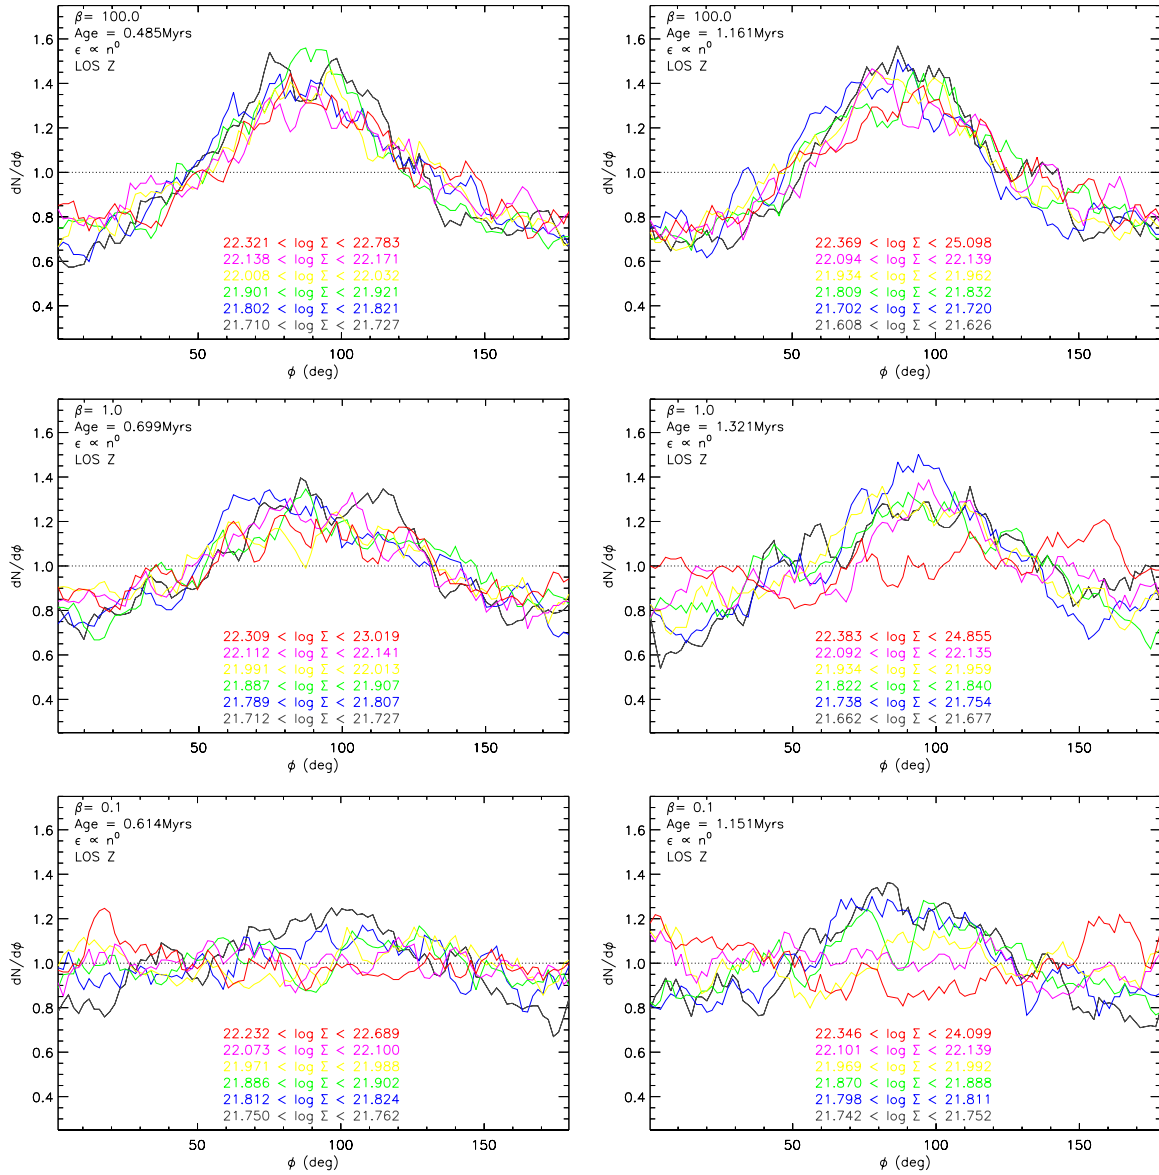 β= 100.0
Age = 0.485Myrs
ϵ ∝ n⁰
LOS Z
dN/dφ
1.6
1.4
1.2
1.0
0.8
0.6
0.4
22.321 < log Σ < 22.783
22.138 < log Σ < 22.171
22.008 < log Σ < 22.032
21.901 < log Σ < 21.921
21.802 < log Σ < 21.821
21.710 < log Σ < 21.727
50 100 150
φ (deg)
β= 100.0
Age = 1.161Myrs
ϵ ∝ n⁰
LOS Z
dN/dφ
1.6
1.4
1.2
1.0
0.8
0.6
0.4
22.369 < log Σ < 25.098
22.094 < log Σ < 22.139
21.934 < log Σ < 21.962
21.809 < log Σ < 21.832
21.702 < log Σ < 21.720
21.608 < log Σ < 21.626
50 100 150
φ (deg)
β= 1.0
Age = 0.699Myrs
ϵ ∝ n⁰
LOS Z
dN/dφ
1.6
1.4
1.2
1.0
0.8
0.6
0.4
22.309 < log Σ < 23.019
22.112 < log Σ < 22.141
21.991 < log Σ < 22.013
21.887 < log Σ < 21.907
21.789 < log Σ < 21.807
21.712 < log Σ < 21.727
50 100 150
φ (deg)
β= 1.0
Age = 1.321Myrs
ϵ ∝ n⁰
LOS Z
dN/dφ
1.6
1.4
1.2
1.0
0.8
0.6
0.4
22.383 < log Σ < 24.855
22.092 < log Σ < 22.135
21.934 < log Σ < 21.959
21.822 < log Σ < 21.840
21.738 < log Σ < 21.754
21.662 < log Σ < 21.677
50 100 150
φ (deg)
β= 0.1
Age = 0.614Myrs
ϵ ∝ n⁰
LOS Z
dN/dφ
1.6
1.4
1.2
1.0
0.8
0.6
0.4
22.232 < log Σ < 22.689
22.073 < log Σ < 22.100
21.971 < log Σ < 21.988
21.886 < log Σ < 21.902
21.812 < log Σ < 21.824
21.750 < log Σ < 21.762
50 100 150
φ (deg)
β= 0.1
Age = 1.151Myrs
ϵ ∝ n⁰
LOS Z
dN/dφ
1.6
1.4
1.2
1.0
0.8
0.6
0.4
22.346 < log Σ < 24.099
22.101 < log Σ < 22.139
21.969 < log Σ < 21.992
21.870 < log Σ < 21.888
21.798 < log Σ < 21.811
21.742 < log Σ < 21.752
50 100 150
φ (deg)